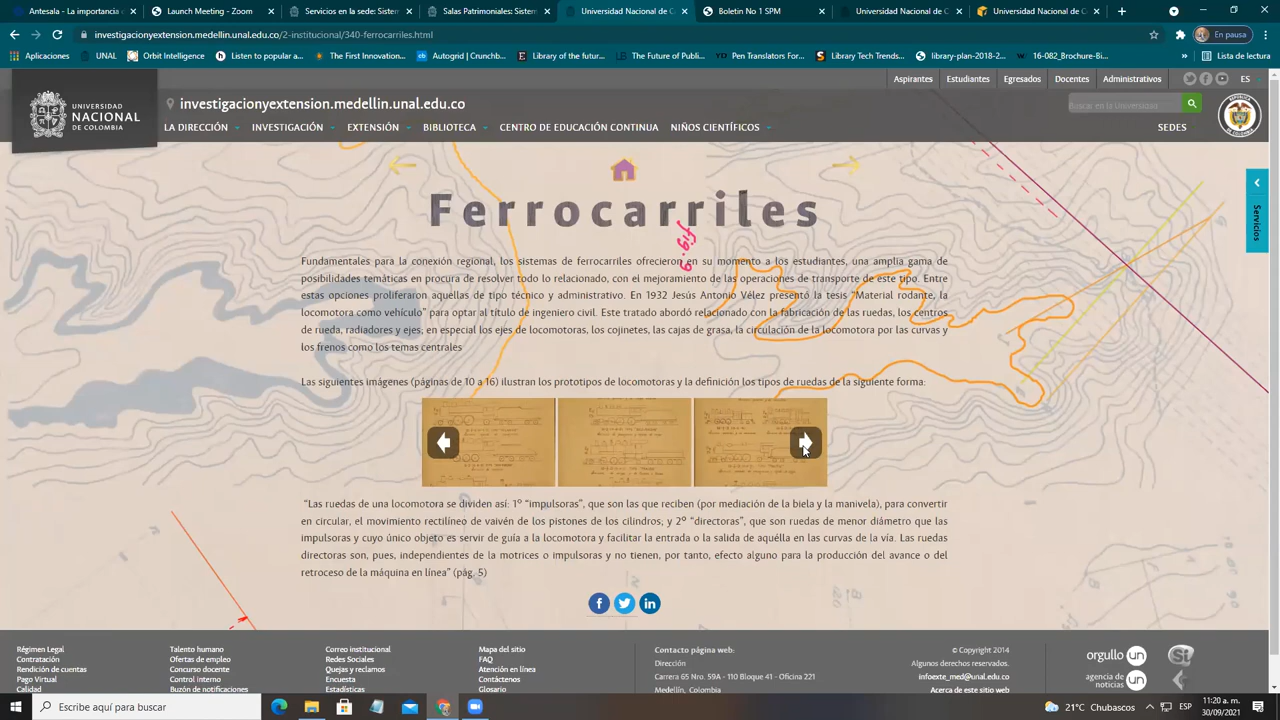 Antesala - Zoom
Launch Meeting - Zoom
Servicios en la sede: Sistem
Salas Patrimoniales: Sistem
Universidad Nacional de Co
Boletín No 1 SPM
Universidad Nacional de C
Universidad Nacional de C
investigacionyextension.medellin.unal.edu.co/2-institucional/340-ferrocarriles.html
En pausa
Aplicaciones
UNAL
Orbit Intelligence
Listen to popular a...
The First Innovation...
Autogrid | Crunchb...
Library of the futur...
The Future of Publi...
Pen Translators For...
Library Tech Trends...
library-plan-2018-2...
16-082_Brochure-Bi...
Lista de lectura
Aspirantes
Estudiantes
Egresados
Docentes
Administrativos
ES
UNIVERSIDAD
NACIONAL
DE COLOMBIA
investigacionyextension.medellin.unal.edu.co
Buscar en la Universidad
LA DIRECCIÓN
INVESTIGACIÓN
EXTENSIÓN
BIBLIOTECA
CENTRO DE EDUCACIÓN CONTINUA
NIÑOS CIENTÍFICOS
SEDES
Servicios
Ferrocarriles
Fundamentales para la conexión regional, los sistemas de ferrocarriles ofrecieron en su momento a los estudiantes, una amplia gama de
posibilidades temáticas en procura de resolver todo lo relacionado, con el mejoramiento de las operaciones de transporte de este tipo. Entre
estas opciones proliferaron aquéllas de tipo técnico y administrativo. En 1932 Jesús Antonio Vélez presentó la tesis "Material rodante, la
locomotora como vehículo" para optar al título de ingeniero civil. Este tratado abordó relacionado con la fabricación de las ruedas, los centros
de rueda, radiadores y ejes; en especial los ejes de locomotoras, los cojinetes, las cajas de grasa, la circulación de la locomotora por las curvas y
los frenos como los temas centrales
Las siguientes imágenes (páginas de 10 a 16) ilustran los prototipos de locomotoras y la definición los tipos de ruedas de la siguiente forma:
"Las ruedas de una locomotora se dividen así: 1º "impulsoras", que son las que reciben (por mediación de la biela y la manivela), para convertir
en circular, el movimiento rectilíneo de vaivén de los pistones de los cilindros; y 2º "directoras", que son ruedas de menor diámetro que las
impulsoras y cuyo único objeto es servir de guía a la locomotora y facilitar la entrada o la salida de aquélla en las curvas de la vía. Las ruedas
directoras son, pues, independientes de la motrices o impulsoras y no tienen, por tanto, efecto alguno para la producción del avance o del
retroceso de la máquina en línea" (pág. 5)
Régimen Legal
Contratación
Rendición de cuentas
Pago Virtual
Calidad
Talento humano
Ofertas de empleo
Concurso docente
Control interno
Buzón de notificaciones
Correo institucional
Redes Sociales
Quejas y reclamos
Encuesta
Estadísticas
Mapa del sitio
FAQ
Atención en línea
Contáctenos
Glosario
Contacto página web:
Dirección
Carrera 65 Nro. 59A - 110 Bloque 41 - Oficina 221
Medellín, Colombia
© Copyright 2014
Algunos derechos reservados.
infoexte_med@unal.edu.co
Acerca de este sitio web
orgullo un
agencia de
noticias un
Escribe aquí para buscar
21°C Chubascos
ESP
11:20 a. m.
30/09/2021